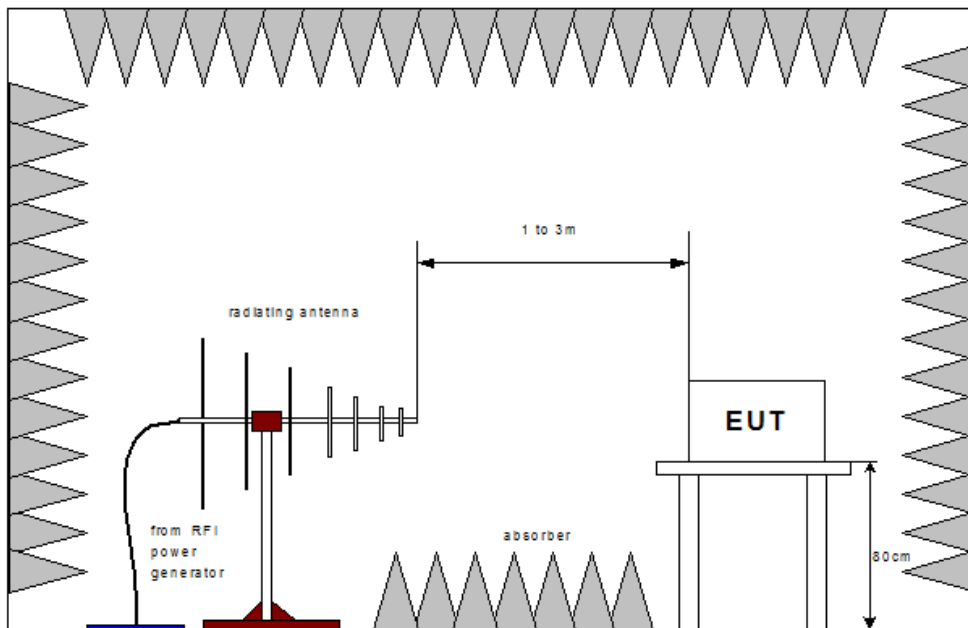 1 to 3m
radiating antenna
EUT
from RFI
power
generator
absorber
80cm